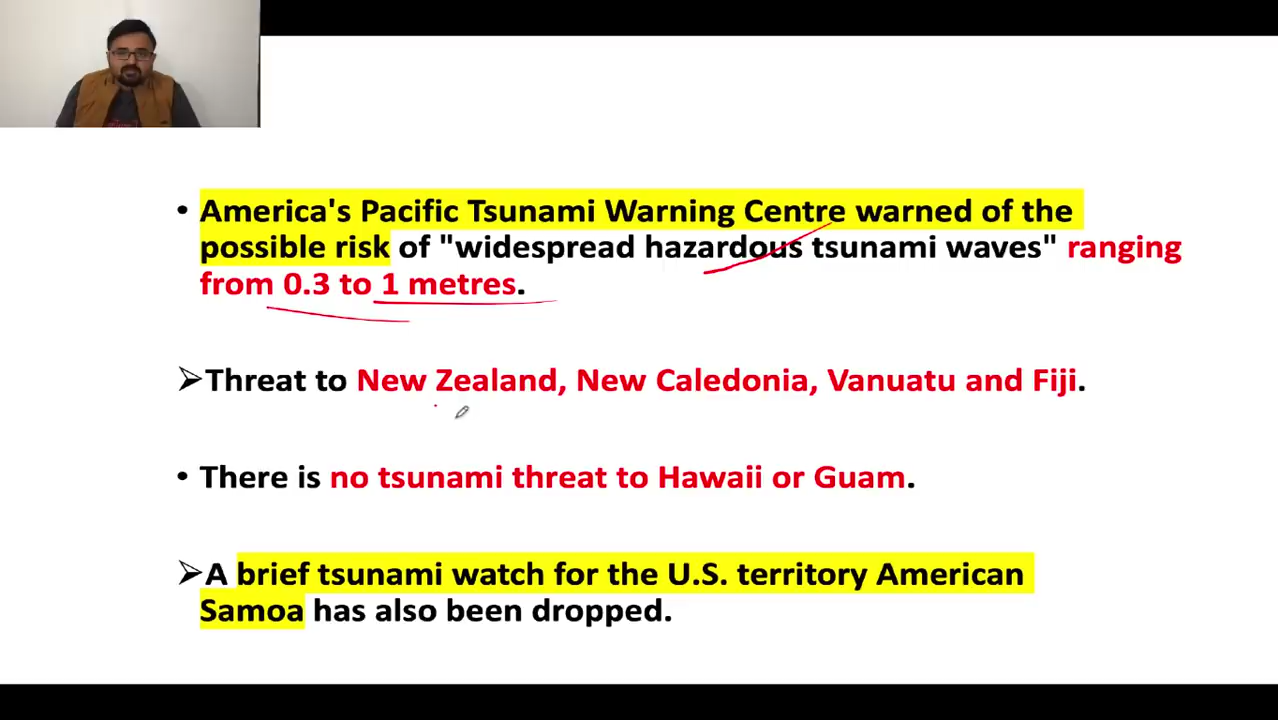 • America's Pacific Tsunami Warning Centre warned of the
possible risk of "widespread hazardous tsunami waves" ranging
from 0.3 to 1 metres.
➢Threat to New Zealand, New Caledonia, Vanuatu and Fiji.
• There is no tsunami threat to Hawaii or Guam.
➢A brief tsunami watch for the U.S. territory American
Samoa has also been dropped.